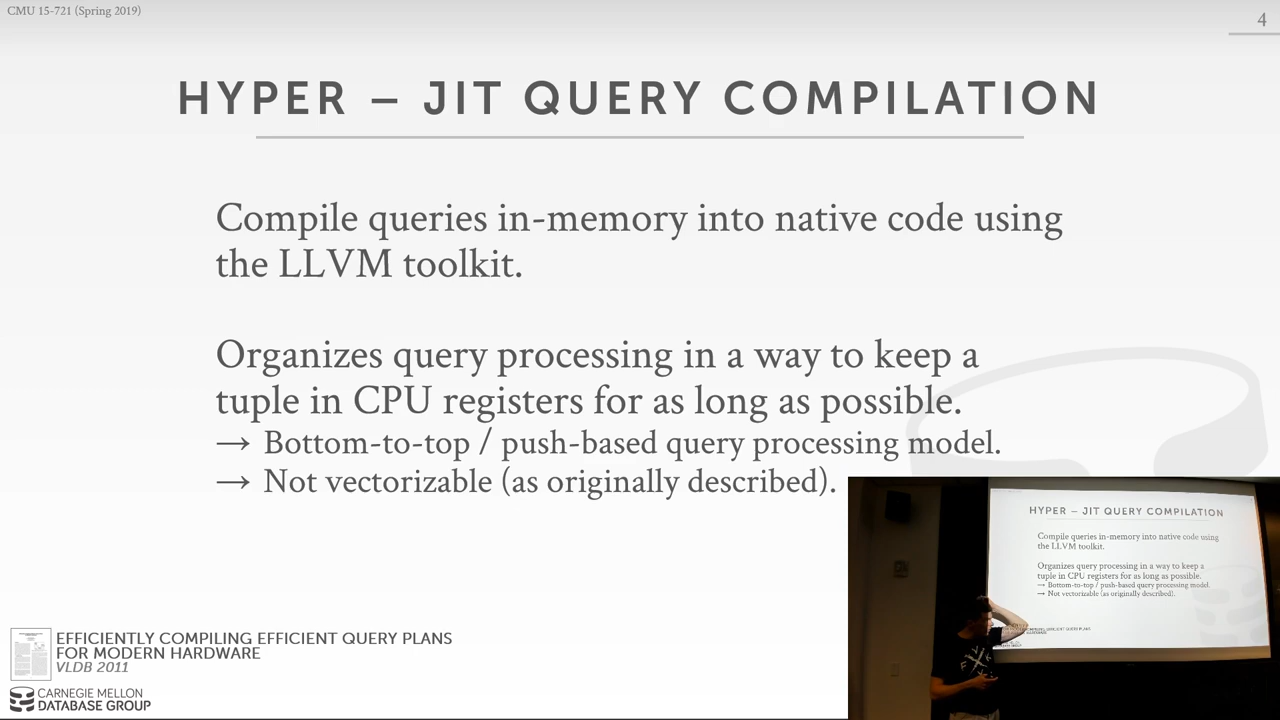 CMU 15-721 (Spring 2019)
4
HYPER – JIT QUERY COMPILATION
Compile queries in-memory into native code using
the LLVM toolkit.
Organizes query processing in a way to keep a
tuple in CPU registers for as long as possible.
→ Bottom-to-top / push-based query processing model.
→ Not vectorizable (as originally described).
EFFICIENTLY COMPILING EFFICIENT QUERY PLANS
FOR MODERN HARDWARE
VLDB 2011
CARNEGIE MELLON
DATABASE GROUP
HYPER – JIT QUERY COMPILATION
Compile queries in-memory into native code using
the LLVM toolkit.
Organizes query processing in a way to keep a
tuple in CPU registers for as long as possible.
→ Bottom-to-top / push-based query processing model.
→ Not vectorizable (as originally described).